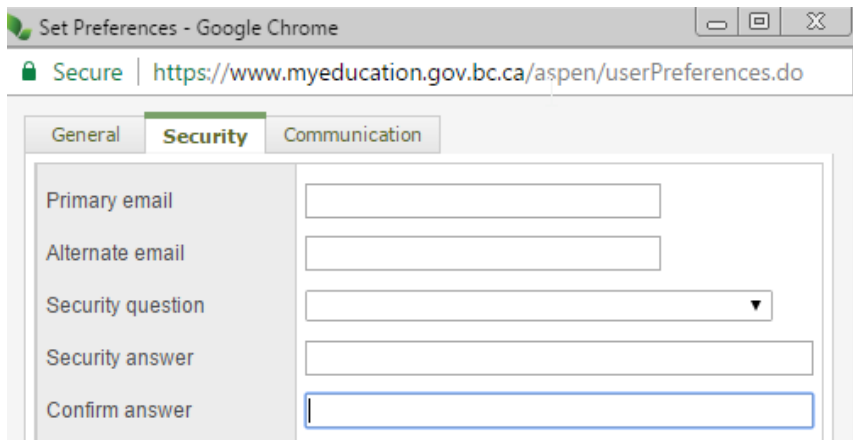 Set Preferences - Google Chrome
Secure | https://www.myeducation.gov.bc.ca/aspen/userPreferences.do
General Security Communication
Primary email
Alternate email
Security question
Security answer
Confirm answer